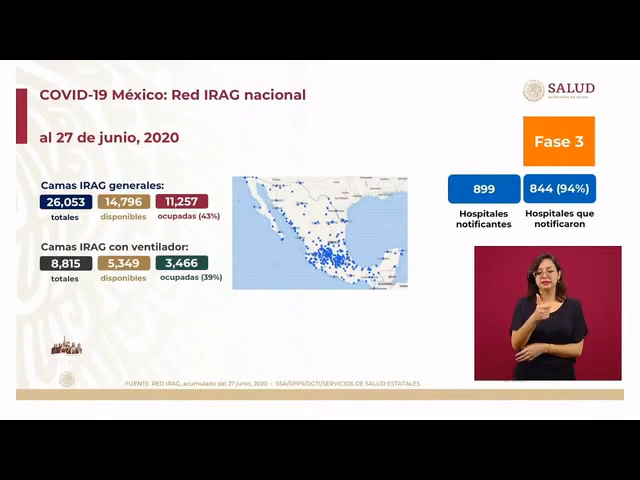 COVID-19 México: Red IRAG nacional
al 27 de junio, 2020
SALUD
SECRETARÍA DE SALUD
Fase 3
Camas IRAG generales:
26,053 14,796 11,257
totales disponibles ocupadas (43%)
Camas IRAG con ventilador:
8,815 5,349 3,466
totales disponibles ocupadas (39%)
899 844 (94%)
Hospitales notificantes
Hospitales que notificaron
FUENTE: RED IRAG, acumulado del 27 junio, 2020. - SSA/SPPS/DGTI/SERVICIOS DE SALUD ESTATALES